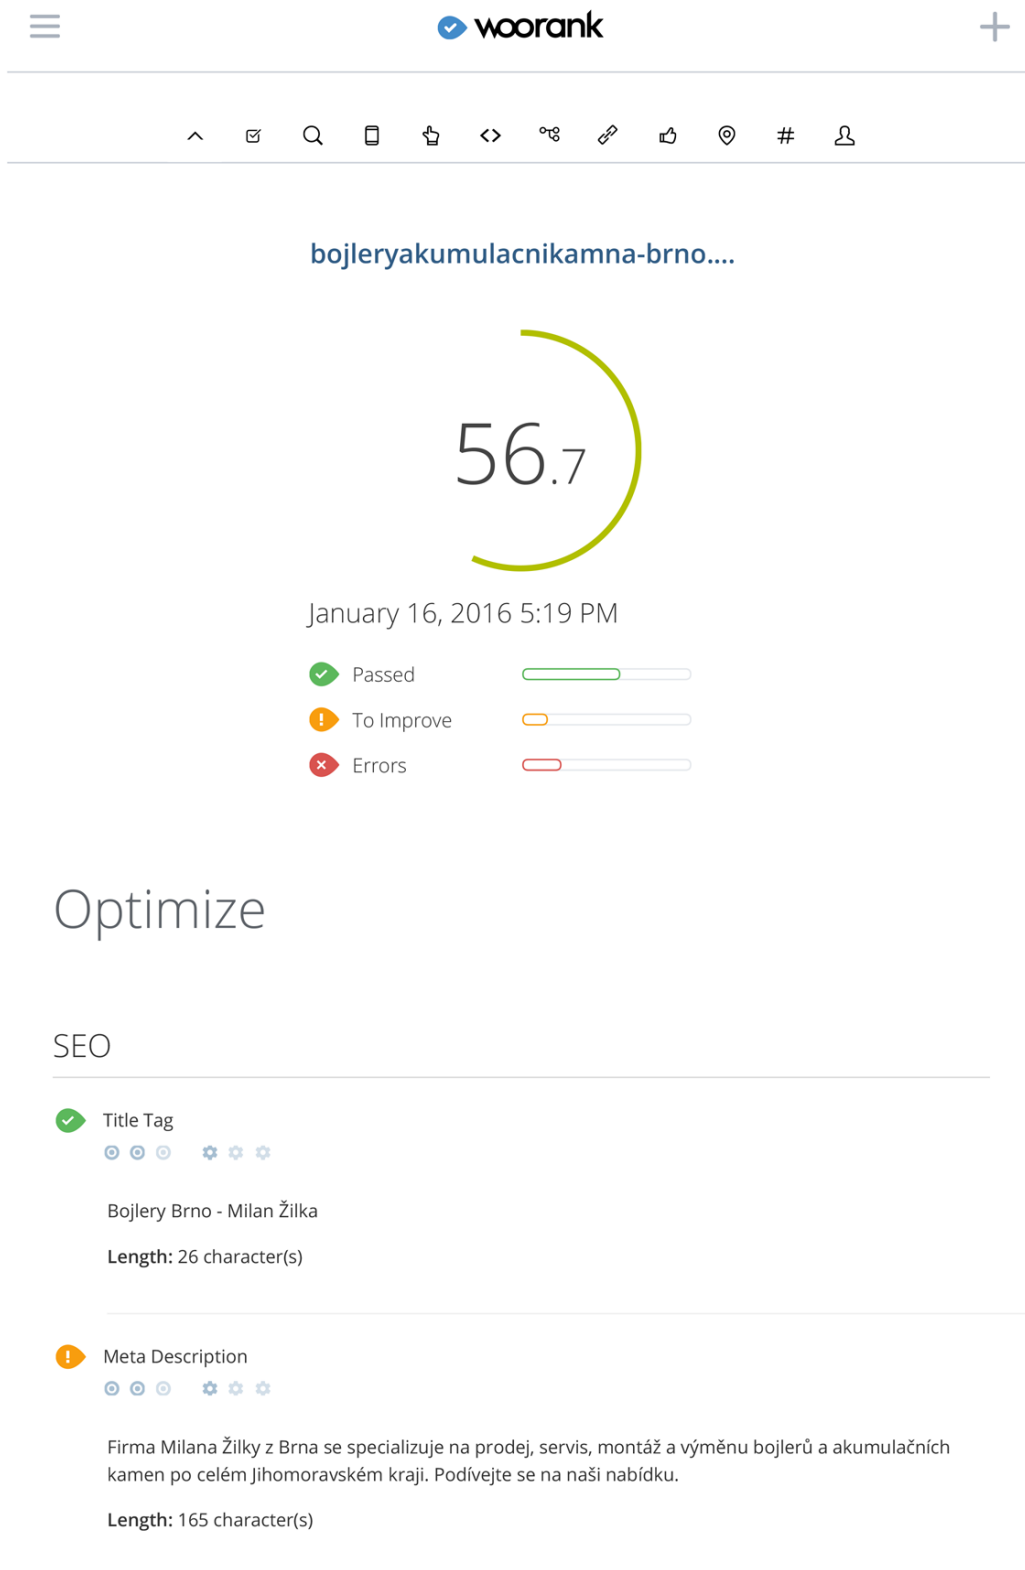 woorank
#
bojleryakumulacnikamna-brno....
56.7
January 16, 2016 5:19 PM
Passed
To Improve
Errors
Optimize
SEO
Title Tag
Bojlery Brno - Milan Žilka
Length: 26 character(s)
Meta Description
Firma Milana Žilky z Brna se specializuje na prodej, servis, montáž a výměnu bojlerů a akumulačních
kamen po celém Jihomoravském kraji. Podívejte se na naši nabídku.
Length: 165 character(s)